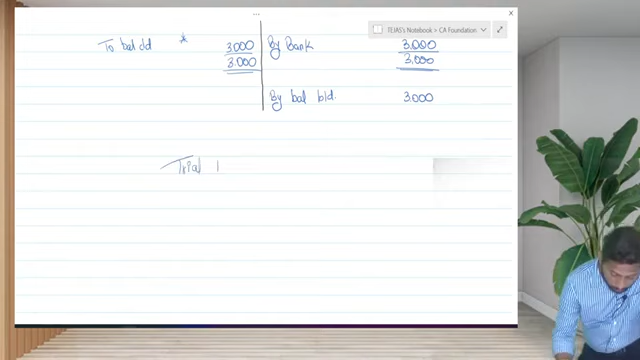 TEJAS's Notebook > CA Foundation
To bal c/d * 3.000 By Bank 3.000
3.000 3.000
By bal b/d. 3.000
Trial